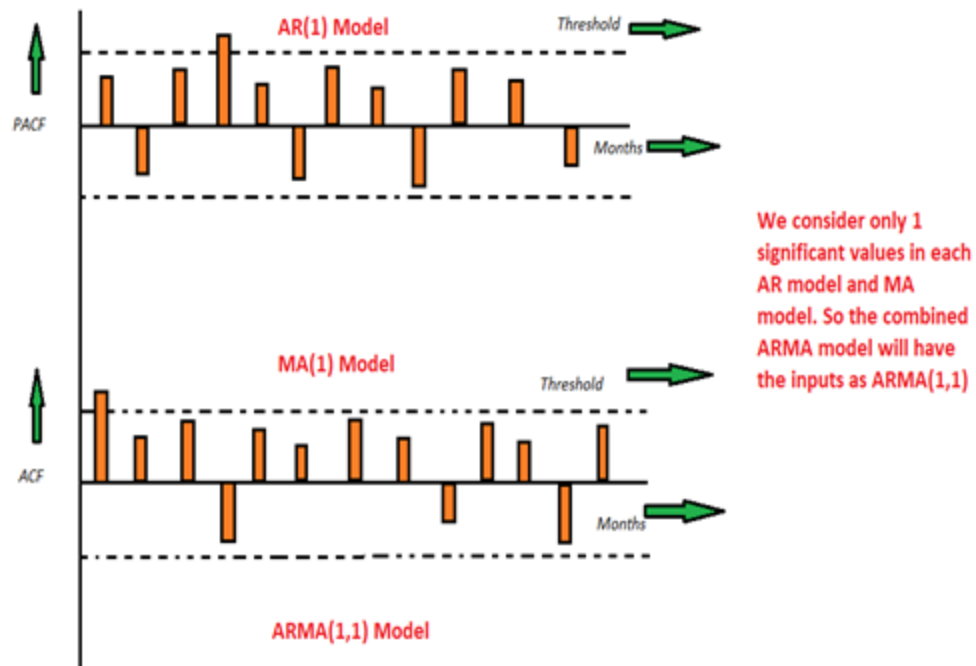 AR(1) Model
Threshold
PACF
Months
We consider only 1
significant values in each
AR model and MA
model. So the combined
ARMA model will have
the inputs as ARMA(1,1)
MA(1) Model
Threshold
ACF
Months
ARMA(1,1) Model